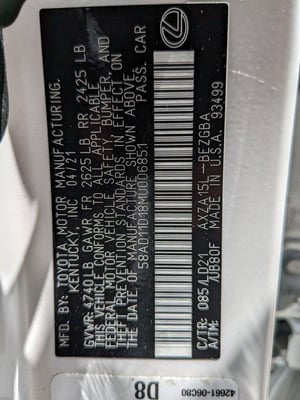 MFD. BY: TOYOTA MOTOR MANUFACTURING,
KENTUCKY, INC. 04/21
GVWR: 4740LB GAWR FR 2625 LB RR 2425 LB
THIS VEHICLE CONFORMS TO ALL APPLICABLE
FEDERAL MOTOR VEHICLE SAFETY, BUMPER, AND
THEFT PREVENTION STANDARDS IN EFFECT ON
THE DATE OF MANUFACTURE SHOWN ABOVE.
58AD11D18MU006851 PASS. CAR
C/TR: 085/LD21 AXZA15L-BEZGBA
/UB80F MADE IN U.S.A. 93499
42661-06C80
D8